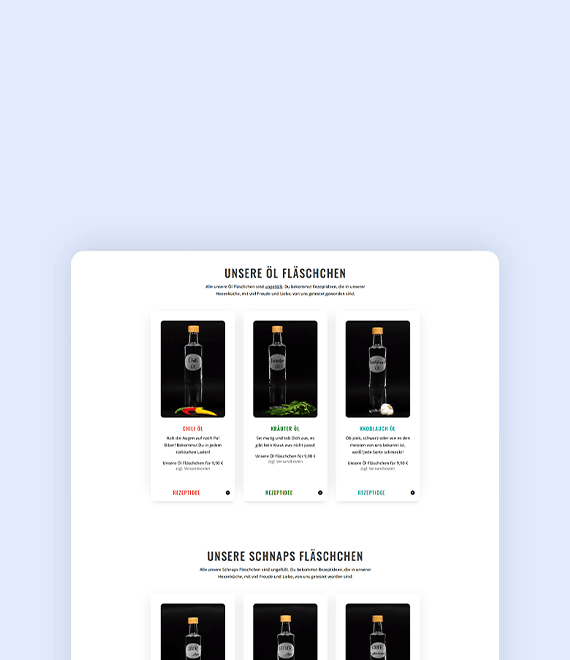 UNSERE ÖL FLÄSCHCHEN
Alle unsere Öl Fläschchen sind ungefüllt. Du bekommst Rezeptideen, die in unserer
Hexenküche, mit viel Freude und Liebe, von uns getestet geworden sind.
Chili
Öl
Öl
CHILI ÖL
Halt die Augen auf nach Pul
Biber! Bekommst Du in jedem
türkischen Laden!
Unsere Öl Fläschchen für 9,90 €
zzgl. Versandkosten
REZEPTIDEE
KRÄUTER ÖL
Sei mutig und tob Dich aus, es
gibt kein Kraut was nicht passt!
Unsere Öl Fläschchen für 9,90 €
zzgl. Versandkosten
REZEPTIDEE
KNOBLAUCH ÖL
Ob pink, schwarz oder wie es den
meisten von uns bekannt ist,
weiß! Jede Sorte schmeckt!
Unsere Öl Fläschchen für 9,90 €
zzgl. Versandkosten
REZEPTIDEE
UNSERE SCHNAPS FLÄSCHCHEN
Alle unsere Schnaps Fläschchen sind ungefüllt. Du bekommst Rezeptideen, die in unserer
Hexenküche, mit viel Freude und Liebe, von uns getestet worden sind.